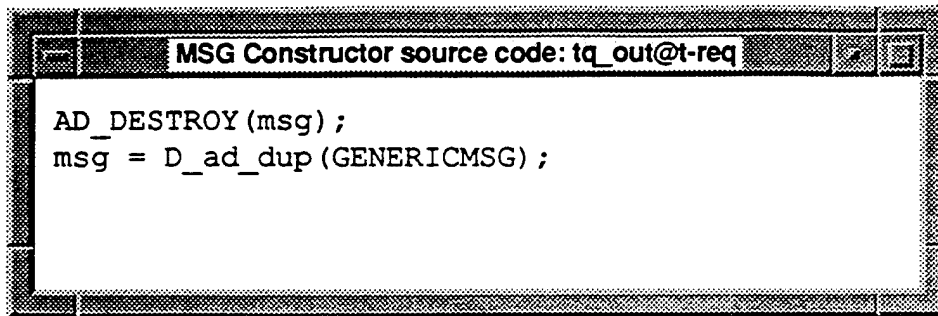 MSG Constructor source code: tq_out@t-req
AD_DESTROY(msg);
msg = D_ad_dup(GENERICMSG);